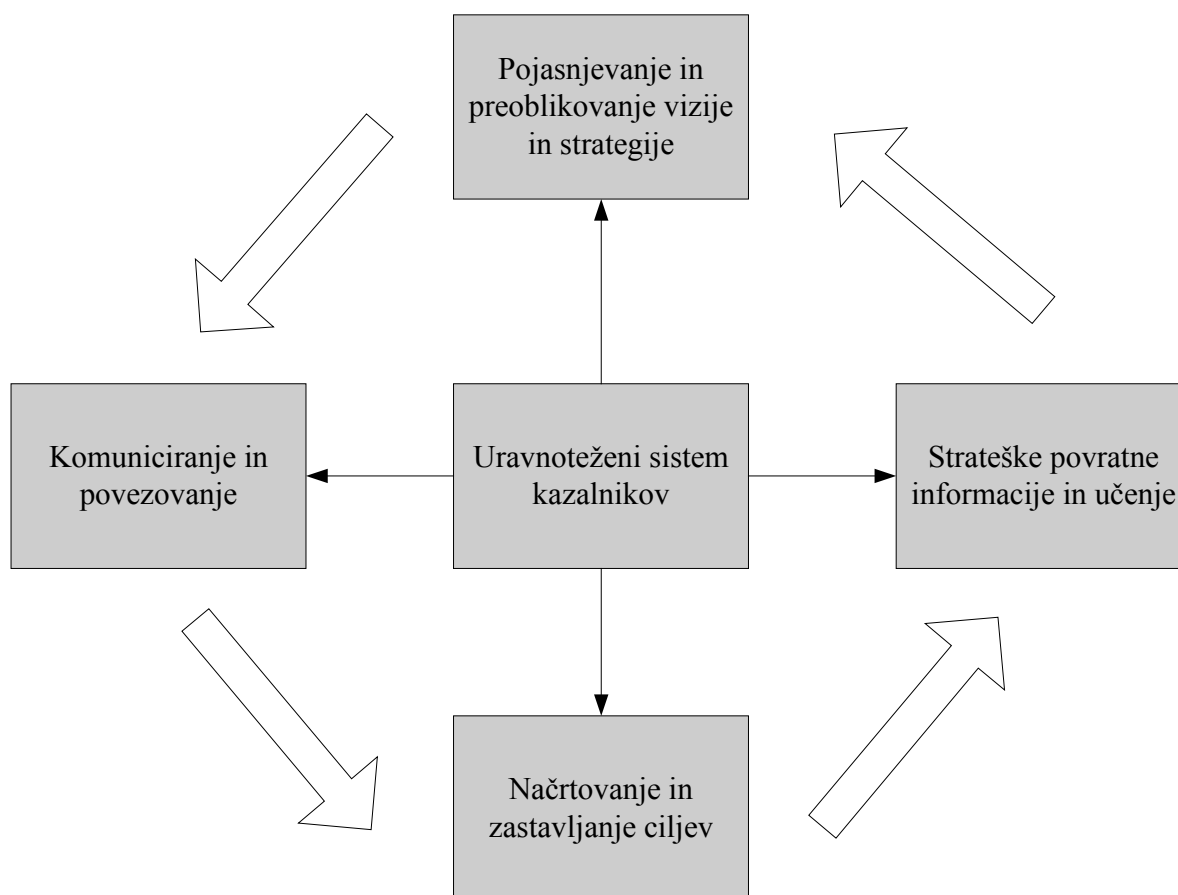 Pojasnjevanje in
preoblikovanje vizije
in strategije
Komuniciranje in
povezovanje
Uravnoteženi sistem
kazalnikov
Strateške povratne
informacije in učenje
Načrtovanje in
zastavljanje ciljev